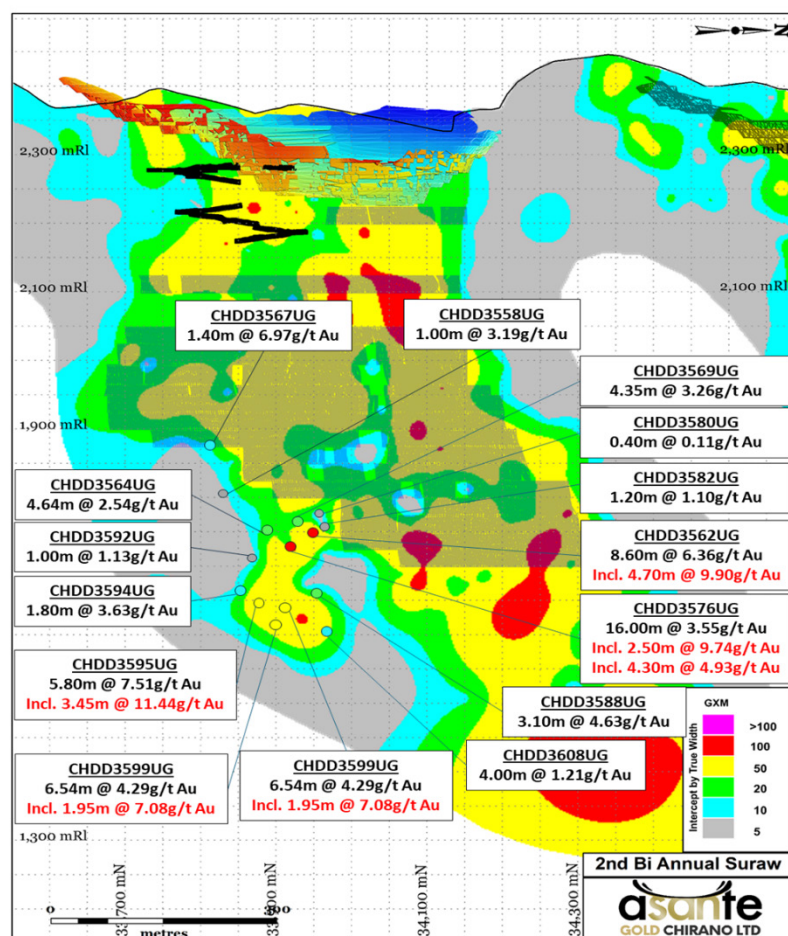 N
2,300 mRl
2,300 mRl
2,100 mRl
2,100 mRl
CHDD3567UG
1.40m @ 6.97g/t Au
CHDD3558UG
1.00m @ 3.19g/t Au
CHDD3569UG
4.35m @ 3.26g/t Au
1,900 mRl
CHDD3580UG
0.40m @ 0.11g/t Au
CHDD3564UG
4.64m @ 2.54g/t Au
CHDD3582UG
1.20m @ 1.10g/t Au
CHDD3592UG
1.00m @ 1.13g/t Au
CHDD3562UG
8.60m @ 6.36g/t Au
Incl. 4.70m @ 9.90g/t Au
CHDD3594UG
1.80m @ 3.63g/t Au
CHDD3576UG
16.00m @ 3.55g/t Au
Incl. 2.50m @ 9.74g/t Au
Incl. 4.30m @ 4.93g/t Au
CHDD3595UG
5.80m @ 7.51g/t Au
Incl. 3.45m @ 11.44g/t Au
CHDD3588UG
3.10m @ 4.63g/t Au
CHDD3599UG
6.54m @ 4.29g/t Au
Incl. 1.95m @ 7.08g/t Au
CHDD3599UG
6.54m @ 4.29g/t Au
Incl. 1.95m @ 7.08g/t Au
CHDD3608UG
4.00m @ 1.21g/t Au
GXM
Intercept by True Width
>100
100
50
20
10
5
1,300 mRl
mN
34,100 mN
34,300 mN
0
metres
2nd Bi Annual Suraw
asante
GOLD CHIRANO LTD